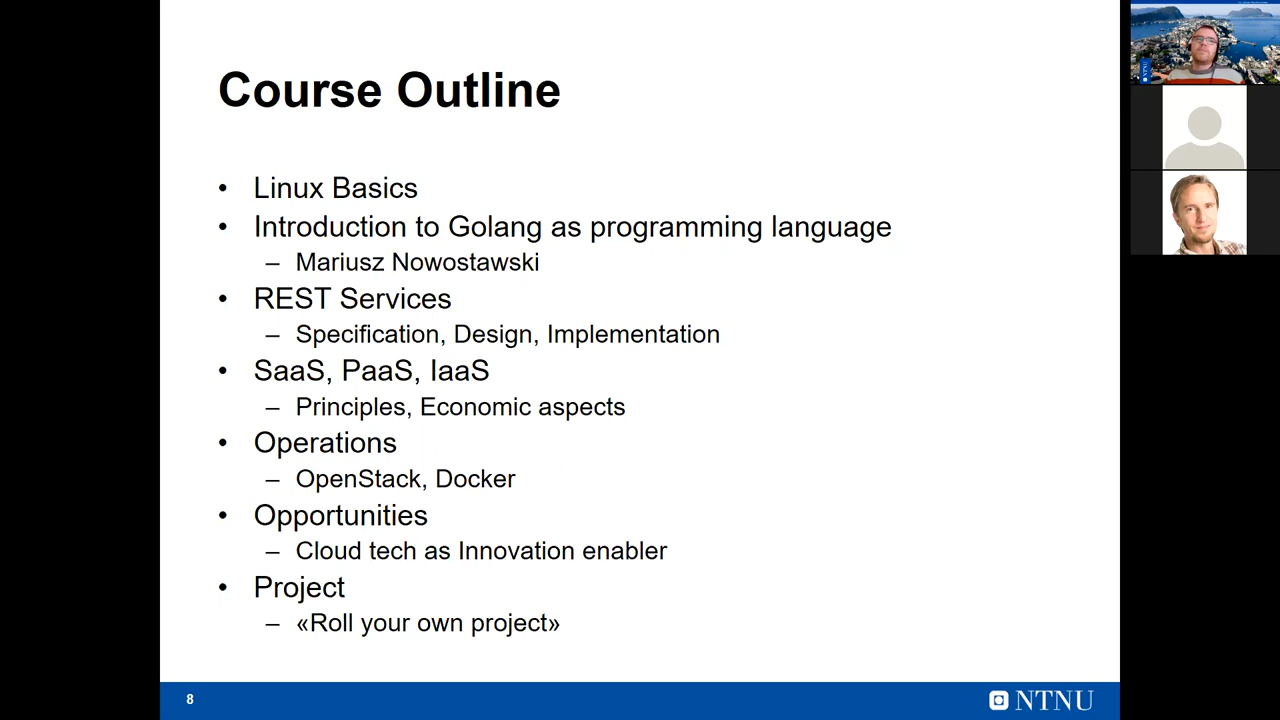 Course Outline
• Linux Basics
• Introduction to Golang as programming language
– Mariusz Nowostawski
• REST Services
– Specification, Design, Implementation
• SaaS, PaaS, IaaS
– Principles, Economic aspects
• Operations
– OpenStack, Docker
• Opportunities
– Cloud tech as Innovation enabler
• Project
– «Roll your own project»
8
NTNU
NTNU